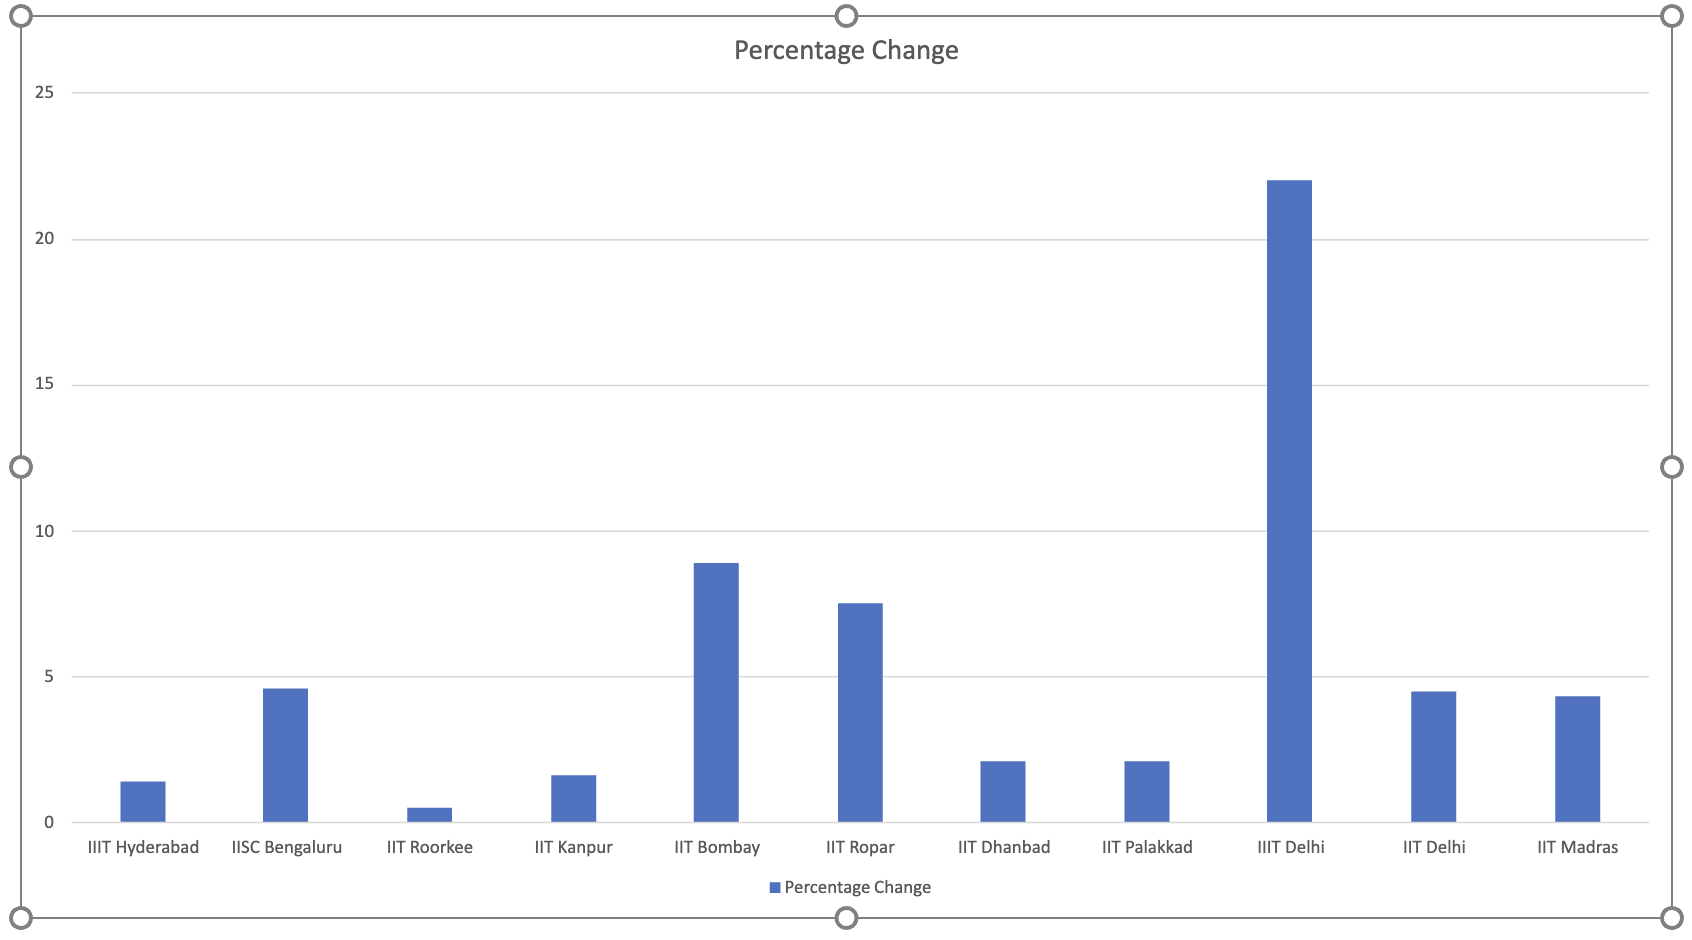 Percentage Change
25
20
15
10
5
0
IIIT Hyderabad IISC Bengaluru IIT Roorkee IIT Kanpur IIT Bombay IIT Ropar IIT Dhanbad IIT Palakkad IIIT Delhi IIT Delhi IIT Madras
Percentage Change